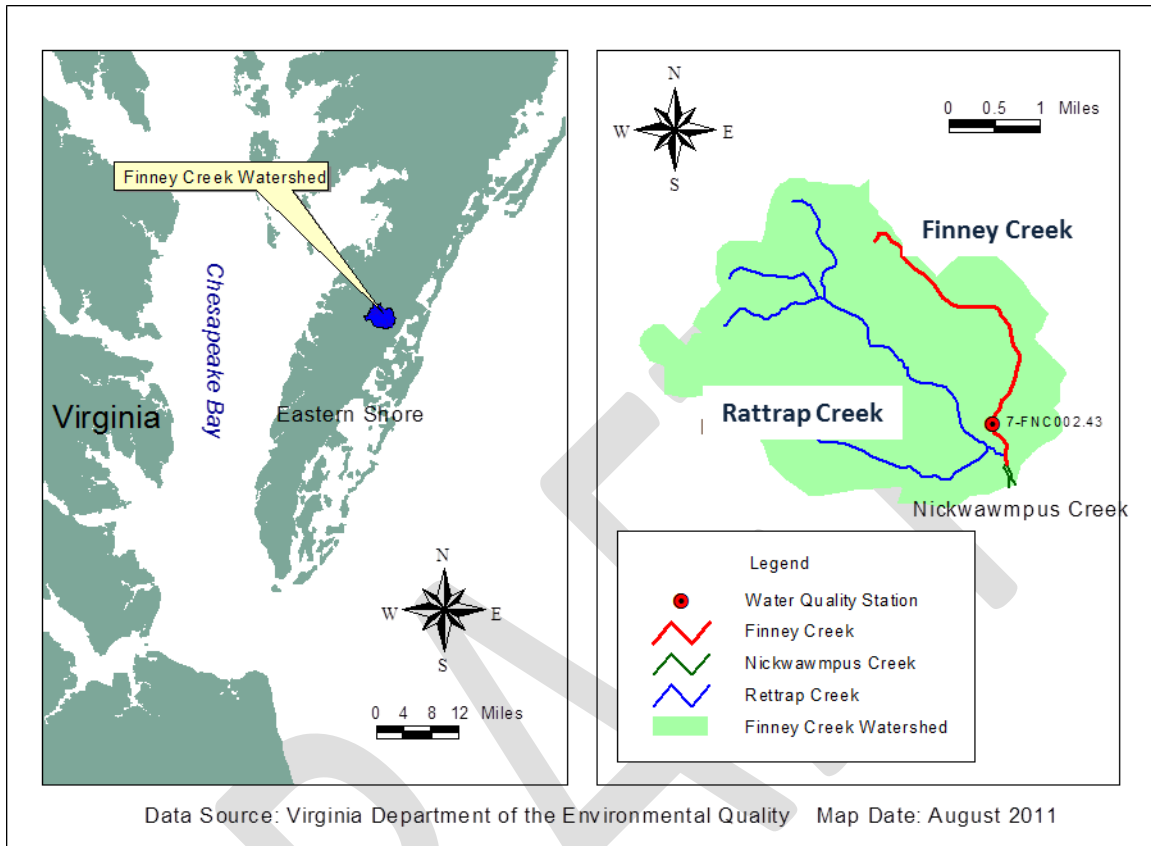 Finney Creek Watershed
Chesapeake Bay
Virginia
Eastern Shore
N
W E
S
0 4 8 12 Miles
N
W E
S
0 0.5 1 Miles
Finney Creek
Rattrap Creek
7-FNC002.43
Nickwawmpus Creek
Legend
Water Quality Station
Finney Creek
Nickwawmpus Creek
Rettrap Creek
Finney Creek Watershed
Data Source: Virginia Department of the Environmental Quality Map Date: August 2011
DRAFT